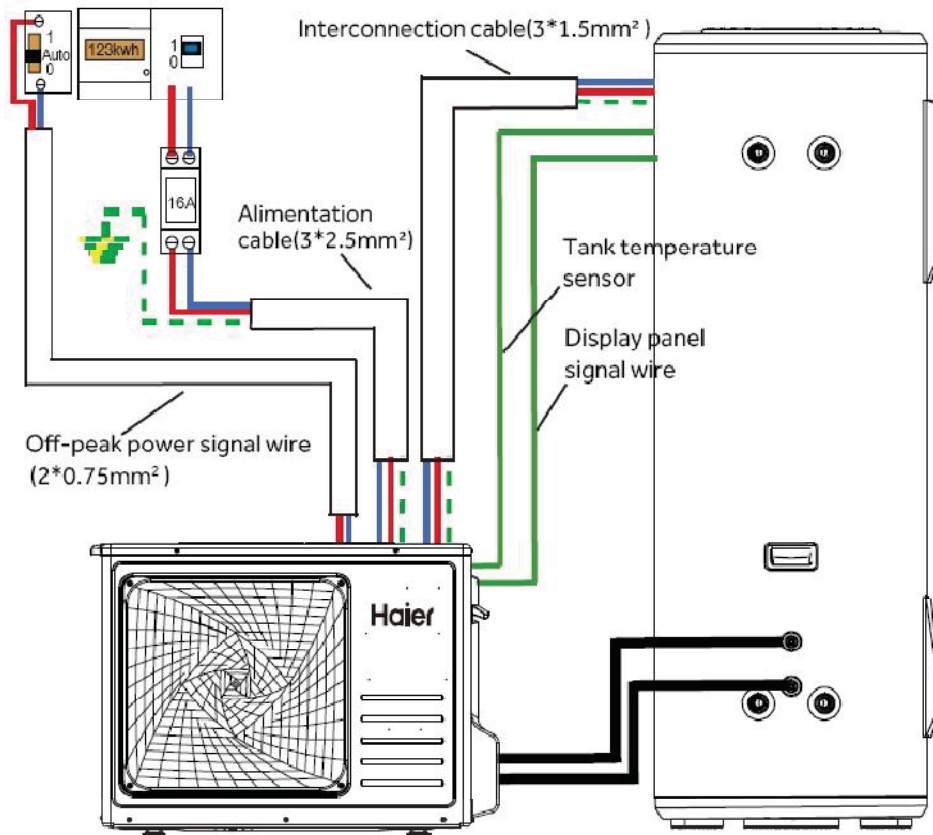 Interconnection cable(3*1.5mm²)
1
Auto
0
123kwh
1
0
16A
Alimentation
cable(3*2.5mm²)
Tank temperature
sensor
Display panel
signal wire
Off-peak power signal wire
(2*0.75mm²)
Haier